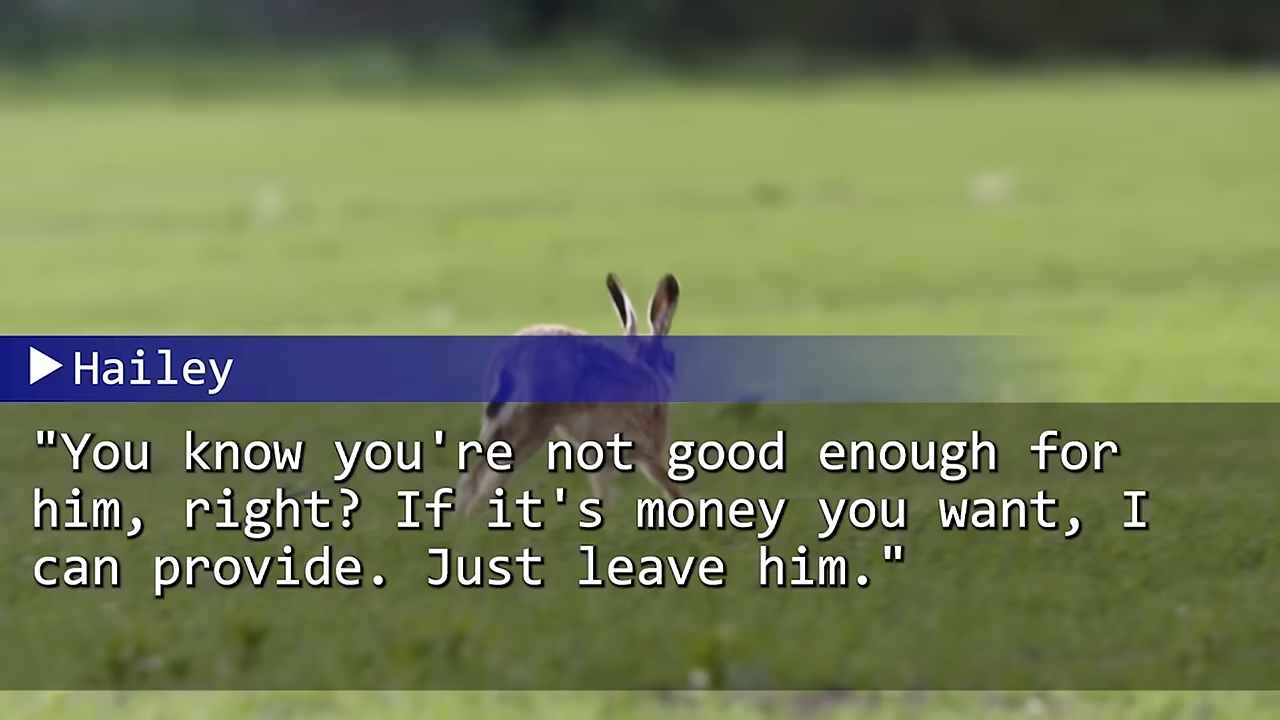 Hailey
"You know you're not good enough for
him, right? If it's money you want, I
can provide. Just leave him."